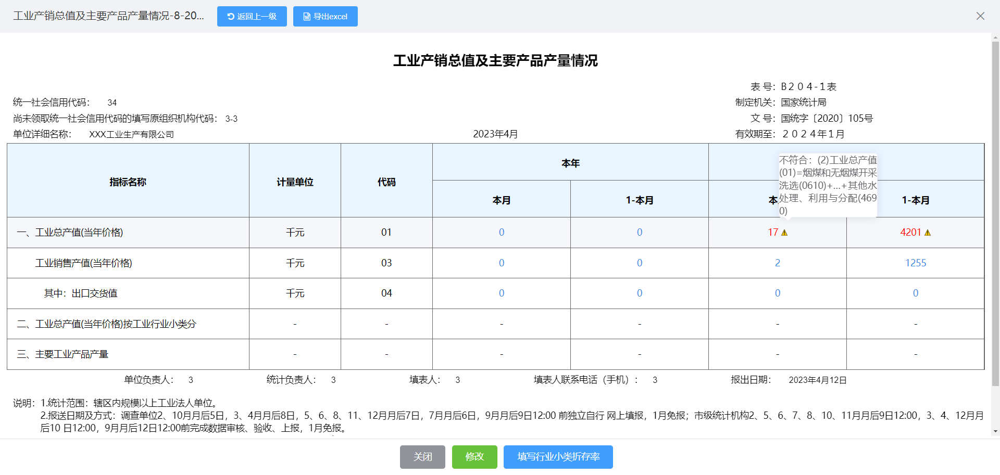 工业产销总值及主要产品产量情况-8-20...
返回上一级
导出excel
工业产销总值及主要产品产量情况
表 号：B２０４-１表
统一社会信用代码： 34
制定机关：国家统计局
尚未领取统一社会信用代码的填写原组织机构代码： 3-3
文 号：国统字〔2020〕105号
单位详细名称： XXX工业生产有限公司
2023年4月
有效期至：２０２４年１月
指标名称 计量单位 代码 本年
本月 1-本月 本 1-本月
不符合：(2)工业总产值
(01)=烟煤和无烟煤开采
洗选(0610)+...+其他水
处理、利用与分配(469
0)
一、工业总产值(当年价格) 千元 01 0 0 17 4201
工业销售产值(当年价格) 千元 03 0 0 2 1255
其中：出口交货值 千元 04 0 0 0 0
二、工业总产值(当年价格)按工业行业小类分 - - - - - -
三、主要工业产品产量 - - - - - -
单位负责人： 3 统计负责人： 3 填表人： 3 填表人联系电话（手机）： 3 报出日期： 2023年4月12日
说明：1.统计范围：辖区内规模以上工业法人单位。
2.报送日期及方式：调查单位2、10月月后5日，3、4月月后8日，5、6、8、11、12月月后7日，7月月后6日，9月月后9日12:00 前独立自行 网上填报，1月免报；市级统计机构2、5、6、7、8、10、11月月后9日12:00，3、4、12月月
后10 日12:00，9月月后12日12:00前完成数据审核、验收、上报，1月免报。
关闭
修改
填写行业小类折存率